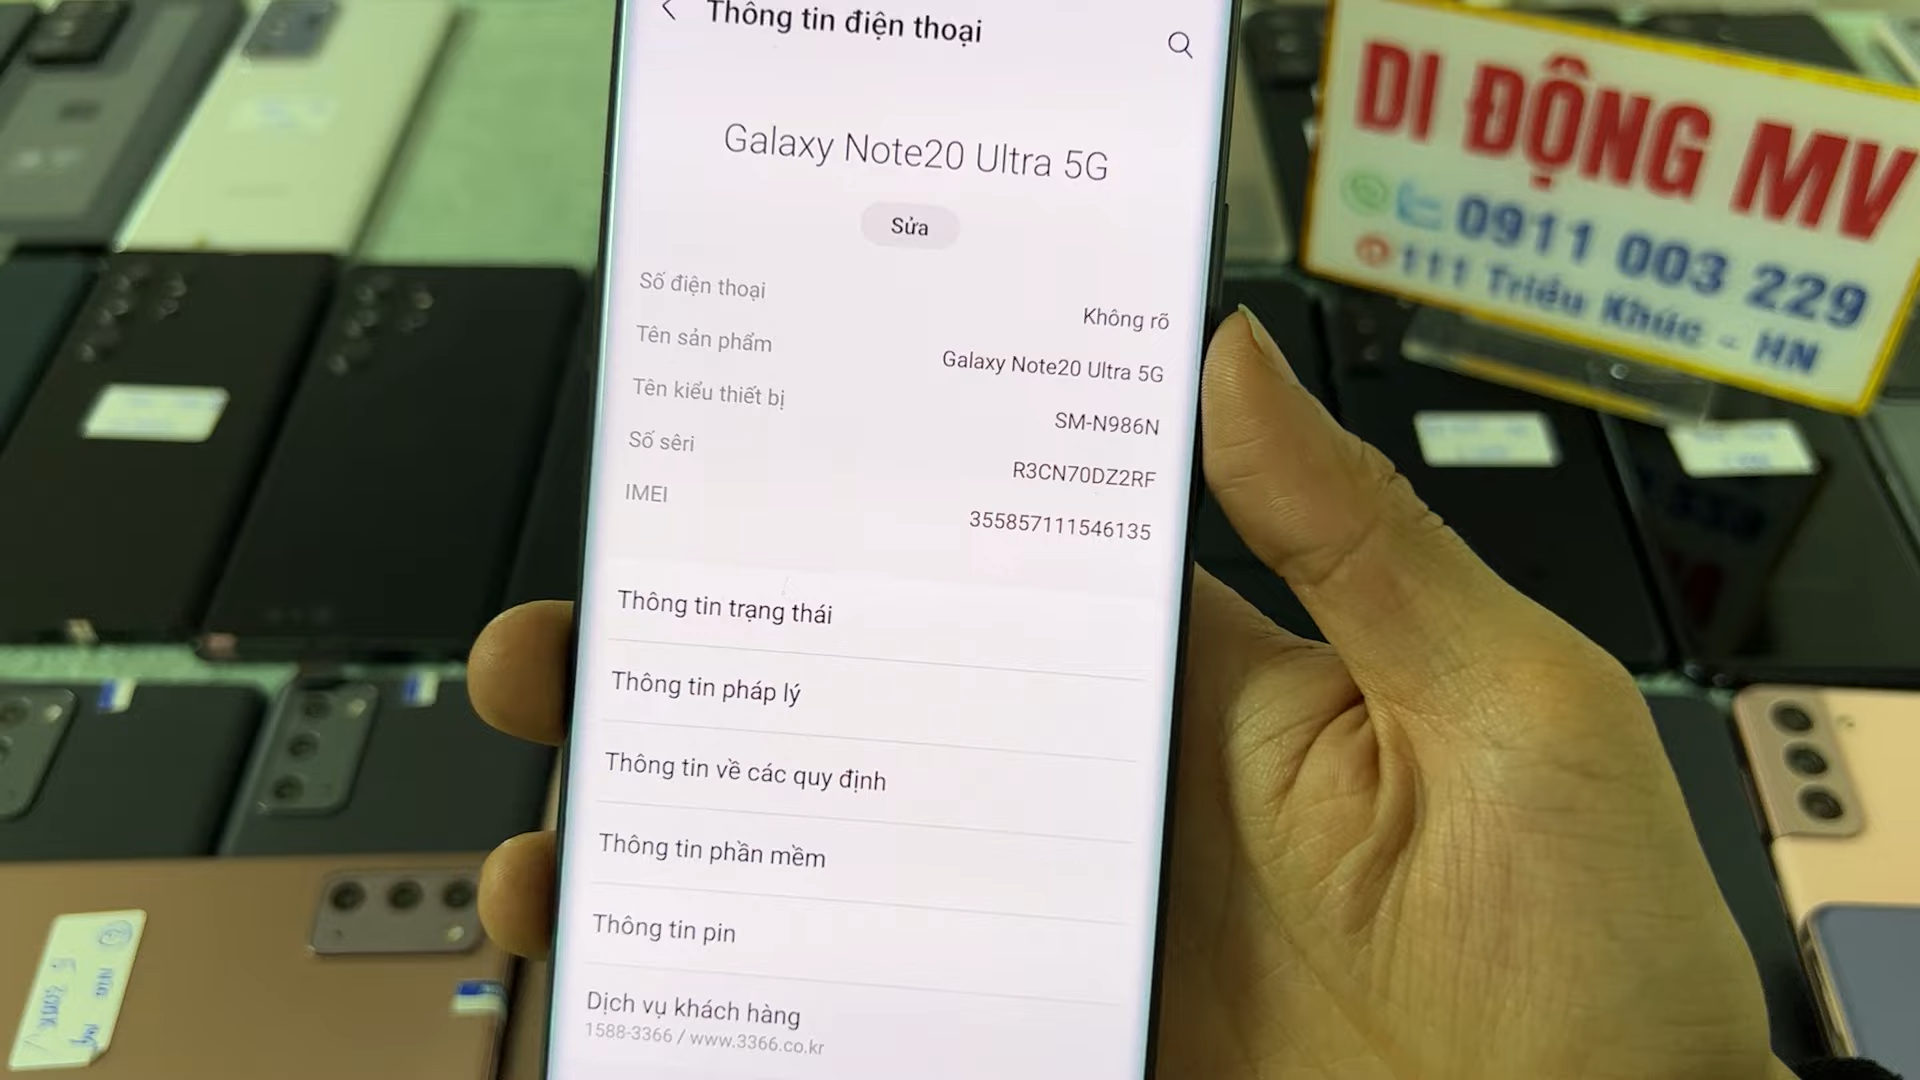 Thông tin điện thoại
Galaxy Note20 Ultra 5G
Sửa
Số điện thoại
Không rõ
Tên sản phẩm
Galaxy Note20 Ultra 5G
Tên kiểu thiết bị
SM-N986N
Số sêri
R3CN70DZ2RF
IMEI
355857111546135
Thông tin trạng thái
Thông tin pháp lý
Thông tin về các quy định
Thông tin phần mềm
Thông tin pin
Dịch vụ khách hàng
1588-3366 / www.3366.co.kr
DI ĐỘNG MV
0911 003 229
111 Triều Khúc - HN